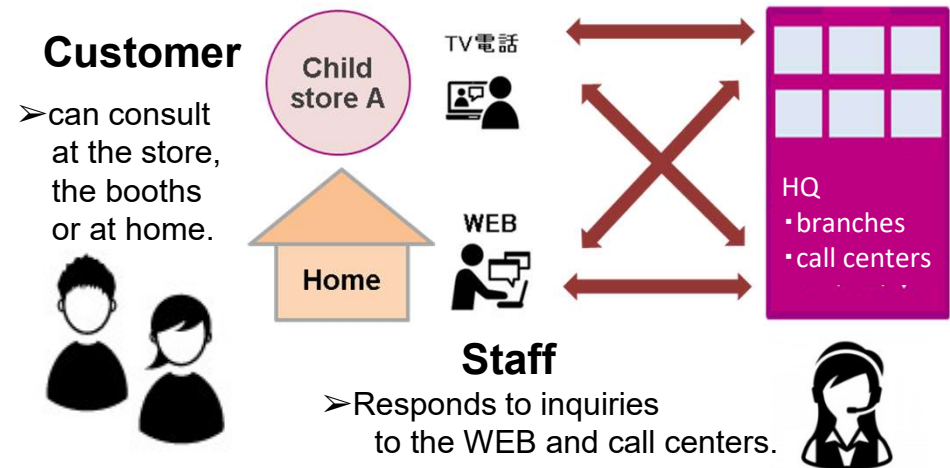 Customer
➢can consult
at the store,
the booths
or at home.
Child
store A
Home
TV電話
WEB
HQ
・branches
・call centers
Staff
➢Responds to inquiries
to the WEB and call centers.